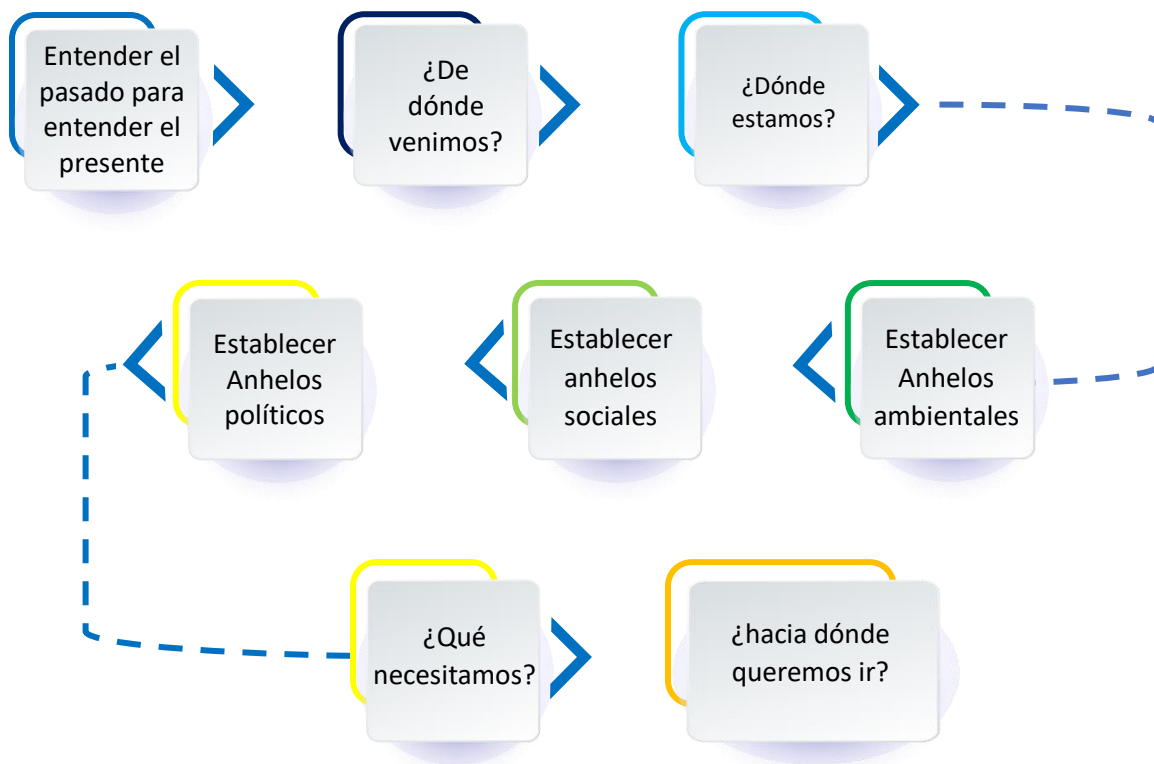 Entender el
pasado para
entender el
presente
¿De
dónde
venimos?
¿Dónde
estamos?
Establecer
Anhelos
ambientales
Establecer
anhelos
sociales
Establecer
Anhelos
políticos
¿Qué
necesitamos?
¿hacia dónde
queremos ir?